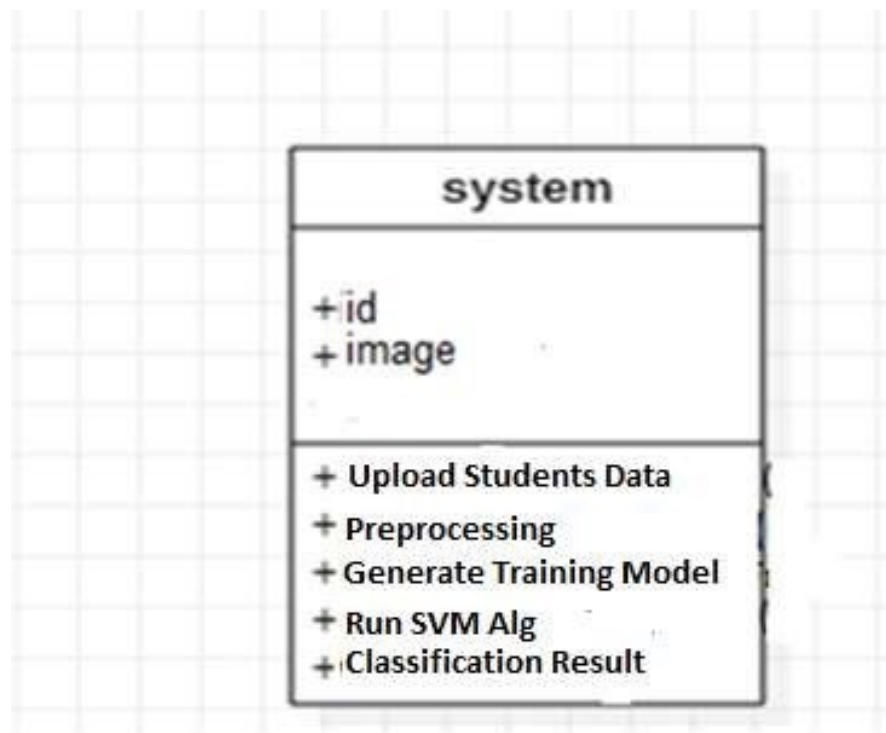 system
+ id
+ image
+ Upload Students Data
+ Preprocessing
+ Generate Training Model
+ Run SVM Alg
+ Classification Result